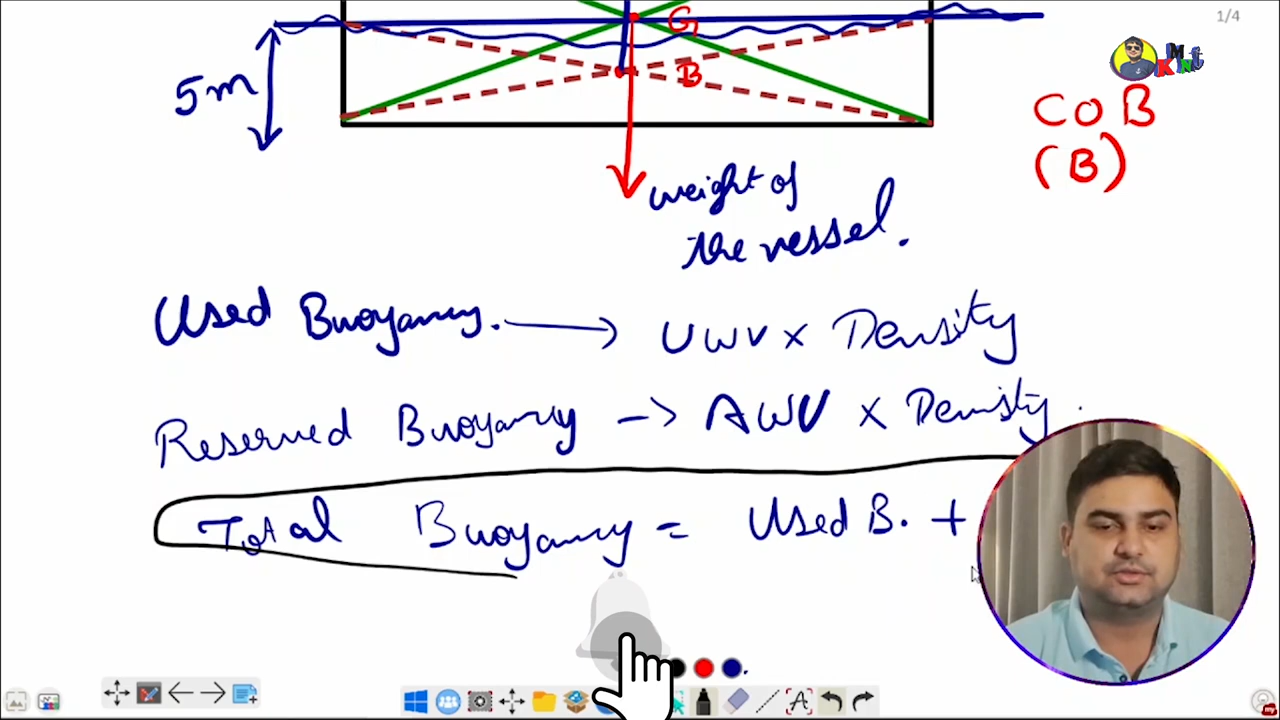 1/4
G
5m
B
MKMnt
CoB
(B)
weight of
the vessel.
Used Buoyancy. → UWV x Density
Reserved Buoyancy → AWV x Density.
Total Buoyancy = Used B. +